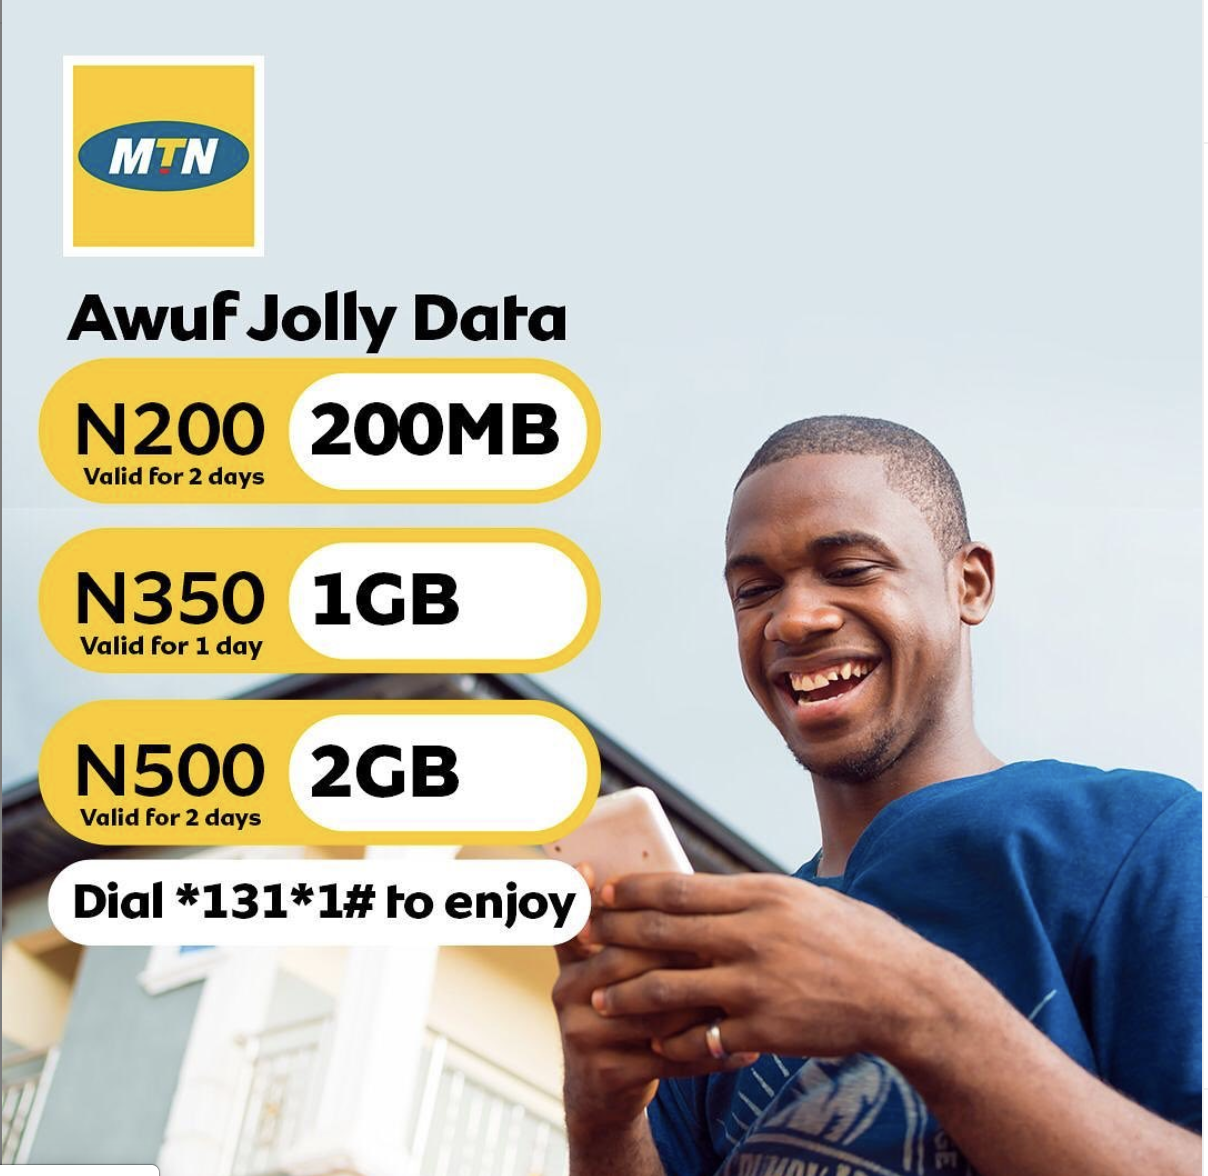 MTN
Awuf Jolly Data
N200
Valid for 2 days
200MB
N350
Valid for 1 day
1GB
N500
Valid for 2 days
2GB
Dial *131*1# to enjoy